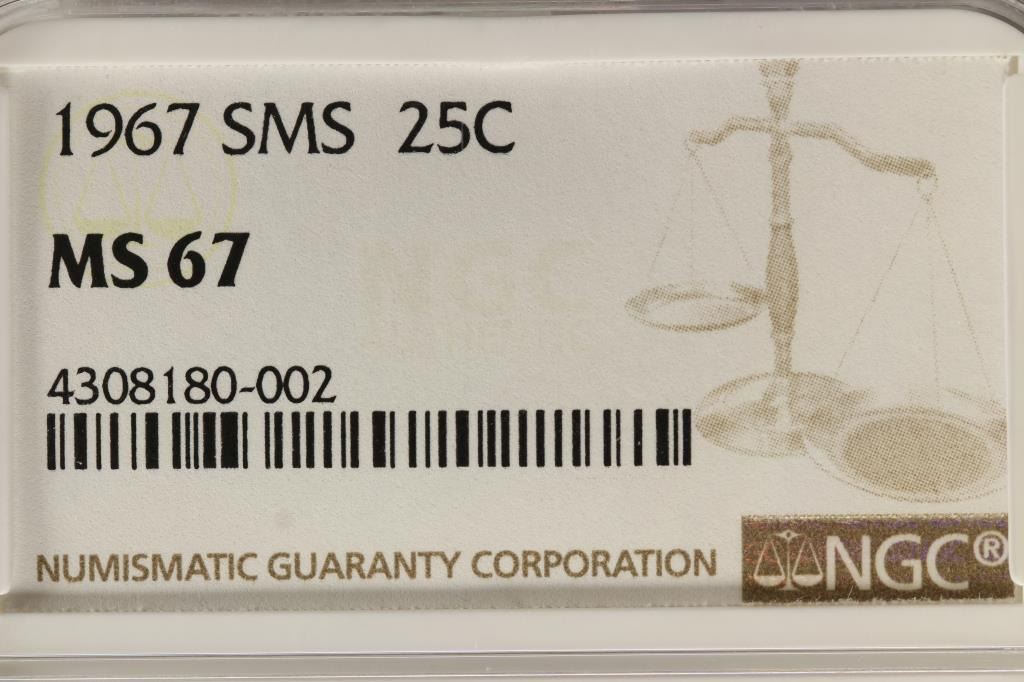 1967 SMS 25C
MS 67
4308180-002
NUMISMATIC GUARANTY CORPORATION
NGC®